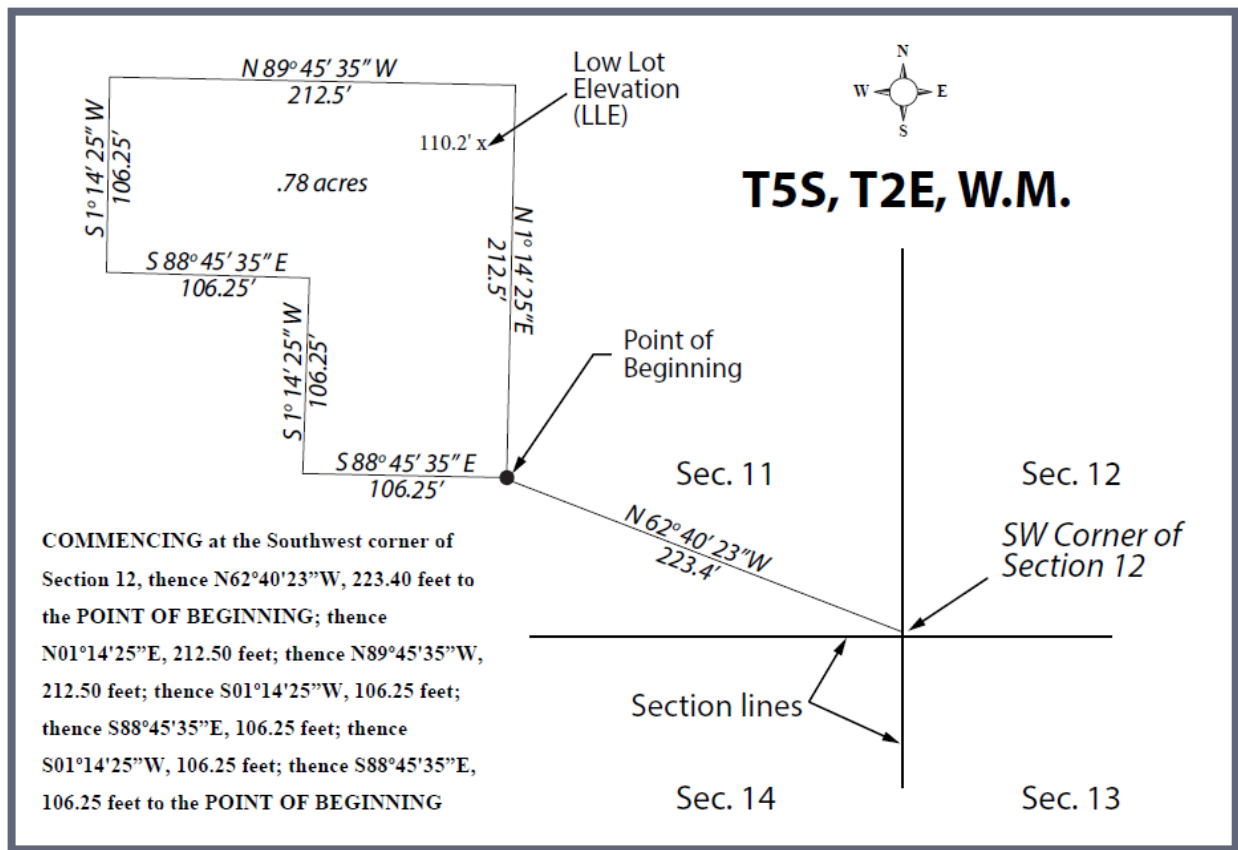 N 89° 45' 35" W
212.5'
Low Lot
Elevation
(LLE)
N
W
E
S
110.2' x
S 1° 14' 25" W
106.25'
.78 acres
T5S, T2E, W.M.
N 1° 14' 25"E
212.5'
S 88° 45' 35" E
106.25'
S 1° 14' 25" W
106.25'
Point of
Beginning
S 88° 45' 35" E
106.25'
Sec. 11
Sec. 12
N 62° 40' 23"W
223.4'
SW Corner of
Section 12
COMMENCING at the Southwest corner of
Section 12, thence N62°40'23”W, 223.40 feet to
the POINT OF BEGINNING; thence
N01°14'25”E, 212.50 feet; thence N89°45'35”W,
212.50 feet; thence S01°14'25”W, 106.25 feet;
thence S88°45'35”E, 106.25 feet; thence
S01°14'25”W, 106.25 feet; thence S88°45'35”E,
106.25 feet to the POINT OF BEGINNING
Section lines
Sec. 14
Sec. 13